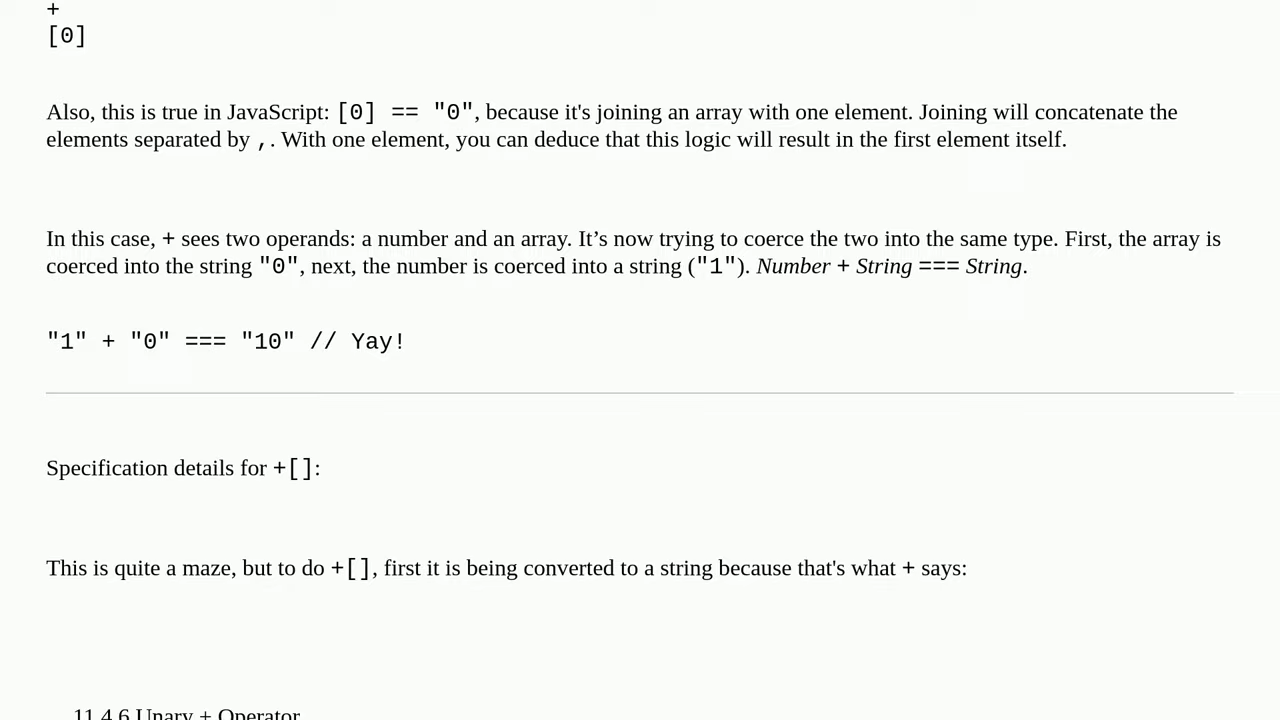 +
[0]
Also, this is true in JavaScript: [0] == "0", because it's joining an array with one element. Joining will concatenate the
elements separated by ,. With one element, you can deduce that this logic will result in the first element itself.
In this case, + sees two operands: a number and an array. It’s now trying to coerce the two into the same type. First, the array is
coerced into the string "0", next, the number is coerced into a string ("1"). Number + String === String.
"1" + "0" === "10" // Yay!
Specification details for +[]:
This is quite a maze, but to do +[], first it is being converted to a string because that's what + says:
11.4.6 Unary + Operator